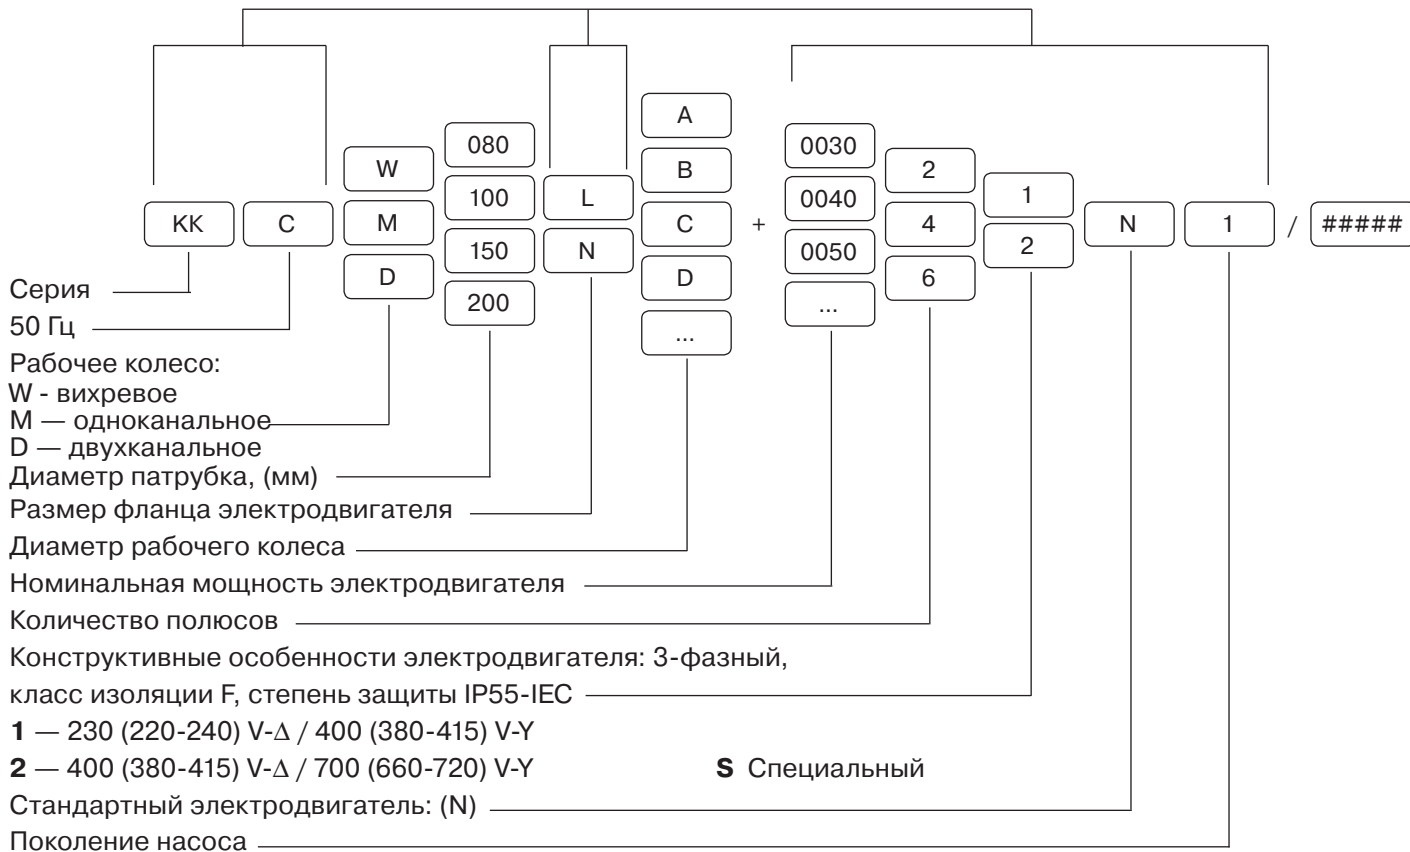 A
080
0030
B
W
2
100
L
1
0040
КК
С
М
C
+
4
N
1
/
#####
150
N
0050
2
D
D
6
200
...
...
Серия
50 Гц
Рабочее колесо:
W - вихревое
М — одноканальное
D — двухканальное
Диаметр патрубка, (мм)
Размер фланца электродвигателя
Диаметр рабочего колеса
Номинальная мощность электродвигателя
Количество полюсов
Конструктивные особенности электродвигателя: 3-фазный,
класс изоляции F, степень защиты IP55-IEC
1 — 230 (220-240) V-Δ / 400 (380-415) V-Y
2 — 400 (380-415) V-Δ / 700 (660-720) V-Y
S Специальный
Стандартный электродвигатель: (N)
Поколение насоса